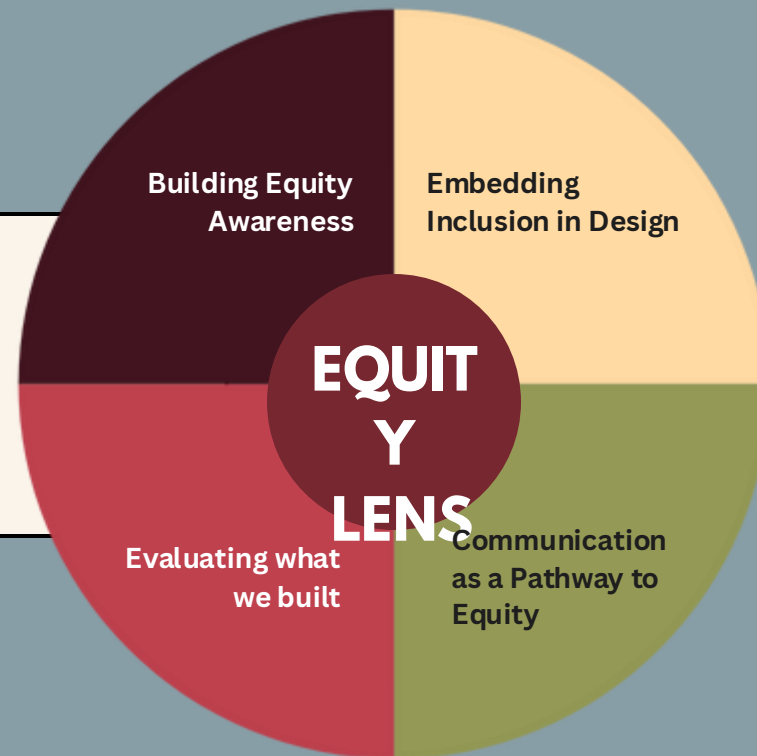 Building Equity
Awareness
Embedding
Inclusion in Design
EQUIT
Y
LENS
Evaluating what
we built
Communication
as a Pathway to
Equity